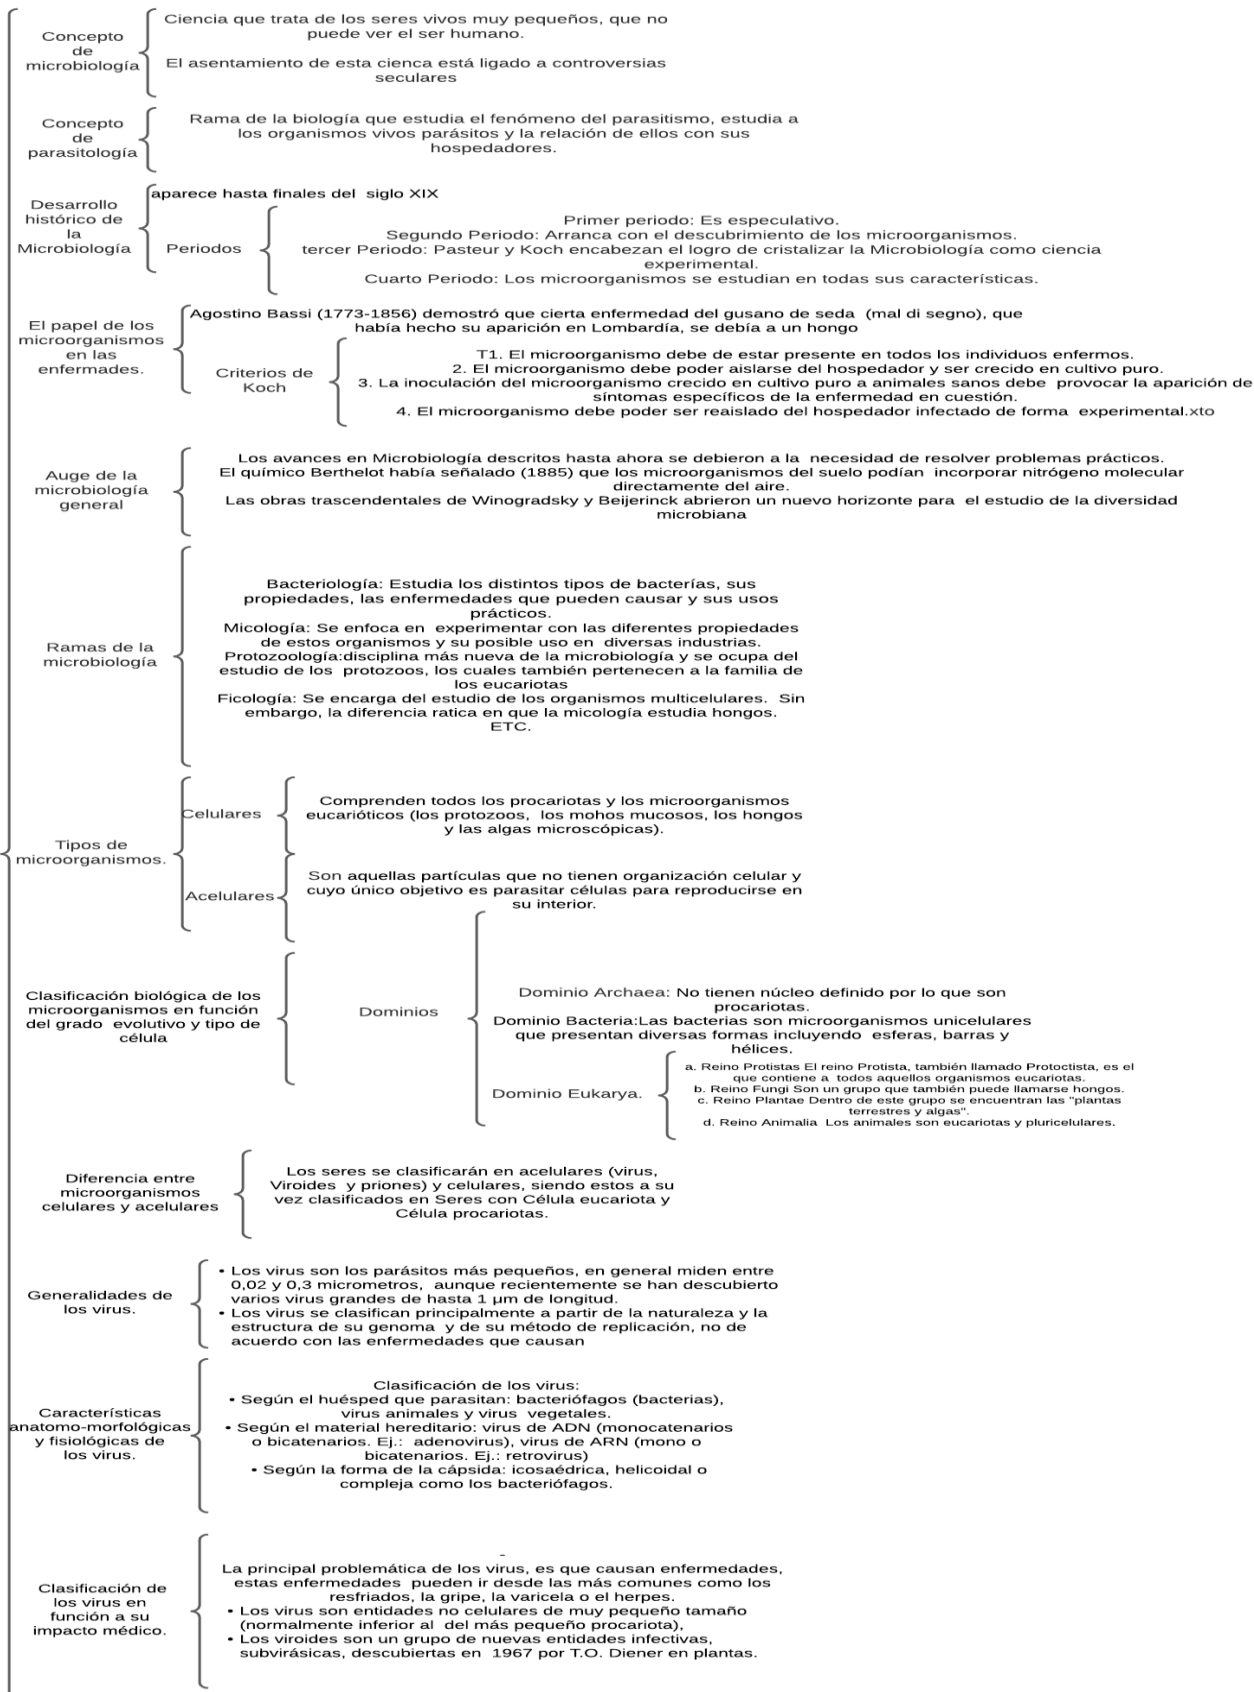 Concepto
de
microbiología
Ciencia que trata de los seres vivos muy pequeños, que no
puede ver el ser humano.
El asentamiento de esta cienca está ligado a controversias
seculares
Concepto
de
parasitología
Rama de la biología que estudia el fenómeno del parasitismo, estudia a
los organismos vivos parásitos y la relación de ellos con sus
hospedadores.
Desarrollo
histórico de
la
Microbiología
aparece hasta finales del siglo XIX
Periodos
Primer periodo: Es especulativo.
Segundo Periodo: Arranca con el descubrimiento de los microorganismos.
tercer Periodo: Pasteur y Koch encabezan el logro de cristalizar la Microbiología como ciencia
experimental.
Cuarto Periodo: Los microorganismos se estudian en todas sus características.
El papel de los
microorganismos
en las
enfermades.
Agostino Bassi (1773-1856) demostró que cierta enfermedad del gusano de seda (mal di segno), que
había hecho su aparición en Lombardía, se debía a un hongo
Criterios de
Koch
T1. El microorganismo debe de estar presente en todos los individuos enfermos.
2. El microorganismo debe poder aislarse del hospedador y ser crecido en cultivo puro.
3. La inoculación del microorganismo crecido en cultivo puro a animales sanos debe provocar la aparición de
síntomas específicos de la enfermedad en cuestión.
4. El microorganismo debe poder ser reaislado del hospedador infectado de forma experimental.xto
Auge de la
microbiología
general
Los avances en Microbiología descritos hasta ahora se debieron a la necesidad de resolver problemas prácticos.
El químico Berthelot había señalado (1885) que los microorganismos del suelo podían incorporar nitrógeno molecular
directamente del aire.
Las obras trascendentales de Winogradsky y Beijerinck abrieron un nuevo horizonte para el estudio de la diversidad
microbiana
Ramas de la
microbiología
Bacteriología: Estudia los distintos tipos de bacterías, sus
propiedades, las enfermedades que pueden causar y sus usos
prácticos.
Micología: Se enfoca en experimentar con las diferentes propiedades
de estos organismos y su posible uso en diversas industrias.
Protozoología:disciplina más nueva de la microbiología y se ocupa del
estudio de los protozoos, los cuales también pertenecen a la familia de
los eucariotas
Ficología: Se encarga del estudio de los organismos multicelulares. Sin
embargo, la diferencia ratica en que la micología estudia hongos.
ETC.
Tipos de
microorganismos.
Celulares
Comprenden todos los procariotas y los microorganismos
eucarióticos (los protozoos, los mohos mucosos, los hongos
y las algas microscópicas).
Acelulares
Son aquellas partículas que no tienen organización celular y
cuyo único objetivo es parasitar células para reproducirse en
su interior.
Clasificación biológica de los
microorganismos en función
del grado evolutivo y tipo de
célula
Dominios
Dominio Archaea: No tienen núcleo definido por lo que son
procariotas.
Dominio Bacteria:Las bacterias son microorganismos unicelulares
que presentan diversas formas incluyendo esferas, barras y
hélices.
Dominio Eukarya.
a. Reino Protistas El reino Protista, también llamado Protoctista, es el
que contiene a todos aquellos organismos eucariotas.
b. Reino Fungi Son un grupo que también puede llamarse hongos.
c. Reino Plantae Dentro de este grupo se encuentran las "plantas
terrestres y algas".
d. Reino Animalia Los animales son eucariotas y pluricelulares.
Diferencia entre
microorganismos
celulares y acelulares
Los seres se clasificarán en acelulares (virus,
Viroides y priones) y celulares, siendo estos a su
vez clasificados en Seres con Célula eucariota y
Célula procariotas.
Generalidades de
los virus.
• Los virus son los parásitos más pequeños, en general miden entre
0,02 y 0,3 micrometros, aunque recientemente se han descubierto
varios virus grandes de hasta 1 μm de longitud.
• Los virus se clasifican principalmente a partir de la naturaleza y la
estructura de su genoma y de su método de replicación, no de
acuerdo con las enfermedades que causan
Características
anatomo-morfológicas
y fisiológicas de
los virus.
Clasificación de los virus:
• Según el huésped que parasitan: bacteriófagos (bacterias),
virus animales y virus vegetales.
• Según el material hereditario: virus de ADN (monocatenarios
o bicatenarios. Ej.: adenovirus), virus de ARN (mono o
bicatenarios. Ej.: retrovirus)
• Según la forma de la cápsida: icosaédrica, helicoidal o
compleja como los bacteriófagos.
Clasificación de
los virus en
función a su
impacto médico.
-
La principal problemática de los virus, es que causan enfermedades,
estas enfermedades pueden ir desde las más comunes como los
resfriados, la gripe, la varicela o el herpes.
• Los virus son entidades no celulares de muy pequeño tamaño
(normalmente inferior al del más pequeño procariota),
• Los viroides son un grupo de nuevas entidades infectivas,
subvirásicas, descubiertas en 1967 por T.O. Diener en plantas.